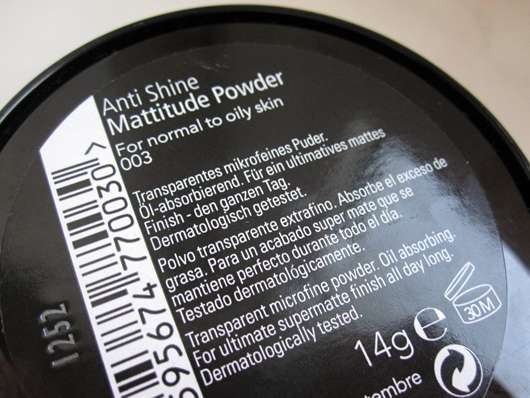 Anti Shine
Mattitude Powder
For normal to oily skin
003
Transparentes mikrofeines Puder.
Öl-absorbierend. Für ein ultimatives mattes
Finish - den ganzen Tag.
Dermatologisch getestet.
Polvo transparente extrafino. Absorbe el exceso de
grasa. Para un acabado super mate que se
mantiene perfecto durante todo el día.
Testado dermatológicamente.
Transparent microfine powder. Oil absorbing.
For ultimate supermatte finish all day long.
Dermatologically tested.
14g e
30M
695674 770030 >
1252